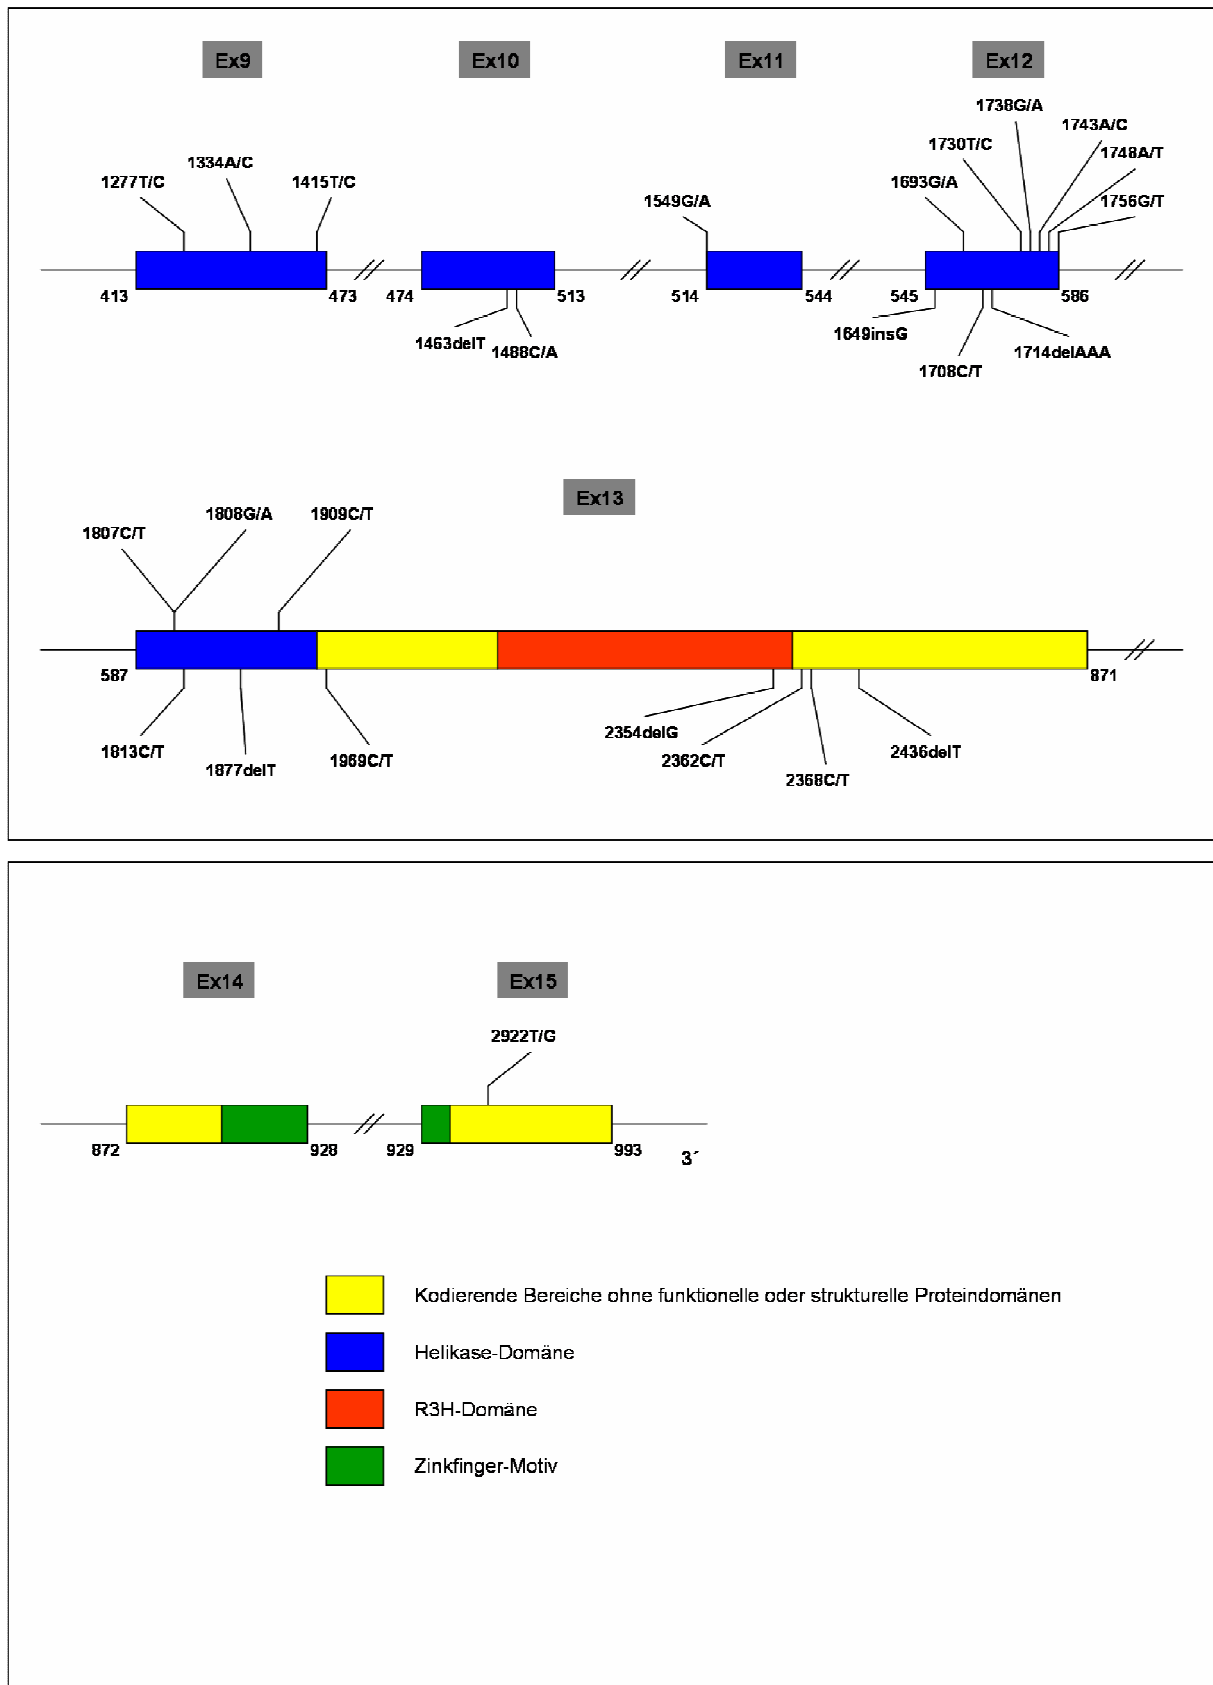 Ex9 Ex10 Ex11 Ex12
1738G/A
1743A/C
1730T/C
1748A/T
1334A/C
1277T/C 1415T/C
1693G/A
1549G/A 1756G/T
413 473 474 513 514 544 545 586
1649insG
1463delT 1488C/A
1714delAAA
1708C/T
Ex13
1808G/A 1909C/T
1807C/T
587 871
2354delG
1813C/T
1969C/T 2362C/T 2436delT
1877delT
2368C/T
Ex14 Ex15
2922T/G
872 928 929 993
3´
Kodierende Bereiche ohne funktionelle oder strukturelle Proteindomänen
Helikase-Domäne
R3H-Domäne
Zinkfinger-Motiv